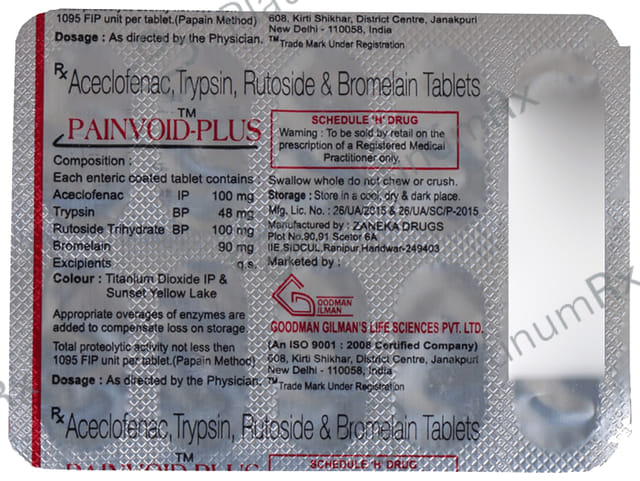 1095 FIP unit per tablet.(Papain Method)
Dosage : As directed by the Physician.
608, Kirti Shikhar, District Centre, Janakpuri
New Delhi - 110058, India
™Trade Mark Under Registration
Rx Aceclofenac, Trypsin, Rutoside & Bromelain Tablets
PAINVOID-PLUS™
SCHEDULE 'H' DRUG
Warning : To be sold by retail on the
prescription of a Registered Medical
Practitioner only.
Composition :
Each enteric coated tablet contains
Aceclofenac IP 100 mg
Trypsin BP 48 mg
Rutoside Trihydrate BP 100 mg
Bromelain 90 mg
Excipients q.s.
Colour : Titanium Dioxide IP &
Sunset Yellow Lake
Appropriate overages of enzymes are
added to compensate loss on storage
Total proteolytic activity not less then
1095 FIP unit per tablet.(Papain Method)
Dosage : As directed by the Physician.
Swallow whole do not chew or crush.
Storage : Store in a cool, dry & dark place.
Mfg. Lic. No. : 26/UA/2015 & 26/UA/SC/P-2015
Manufactured by : ZANEKA DRUGS
Plot No.90,91 Scetor 6A
IIE,SIDCUL,Ranipur,Haridwar-249403
Marketed by :
GOODMAN
GILMAN
GOODMAN GILMAN'S LIFE SCIENCES PVT. LTD.
(An ISO 9001 : 2008 Certified Company)
608, Kirti Shikhar, District Centre, Janakpuri
New Delhi - 110058, India
™Trade Mark Under Registration
Rx Aceclofenac, Trypsin, Rutoside & Bromelain Tablets
PAINVOID-PLUS™
SCHEDULE 'H' DRUG